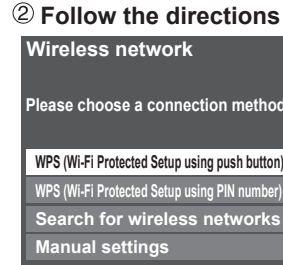 ② Follow the directions
Wireless network
Please choose a connection method
WPS (Wi-Fi Protected Setup using push button)
WPS (Wi-Fi Protected Setup using PIN number)
Search for wireless networks
Manual settings